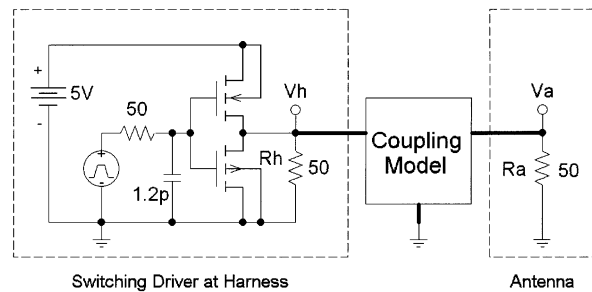 +
5V
-
50
+
-
1.2p
Vh
Rh
50
Coupling
Model
Va
Ra
50
Switching Driver at Harness
Antenna